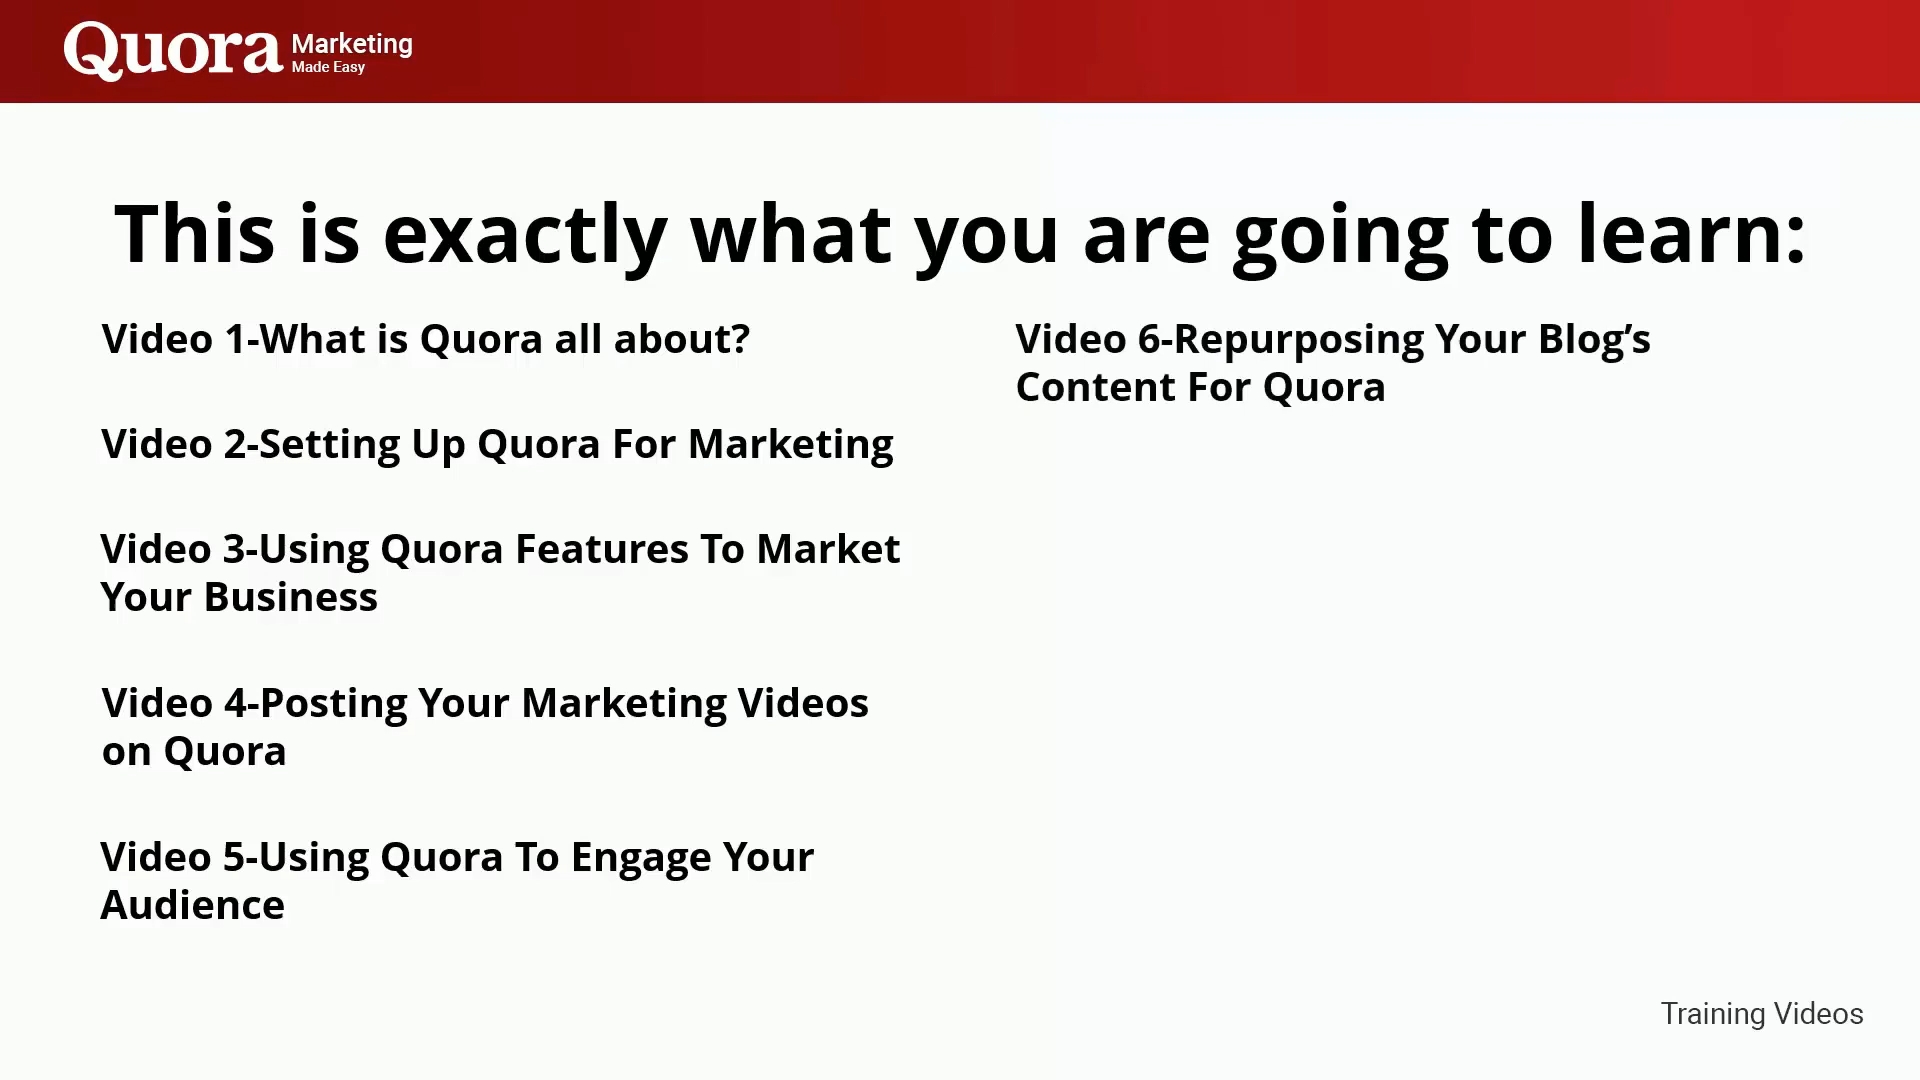 Quora Marketing
Made Easy
This is exactly what you are going to learn:
Video 1-What is Quora all about?
Video 2-Setting Up Quora For Marketing
Video 3-Using Quora Features To Market
Your Business
Video 4-Posting Your Marketing Videos
on Quora
Video 5-Using Quora To Engage Your
Audience
Video 6-Repurposing Your Blog’s
Content For Quora
Training Videos